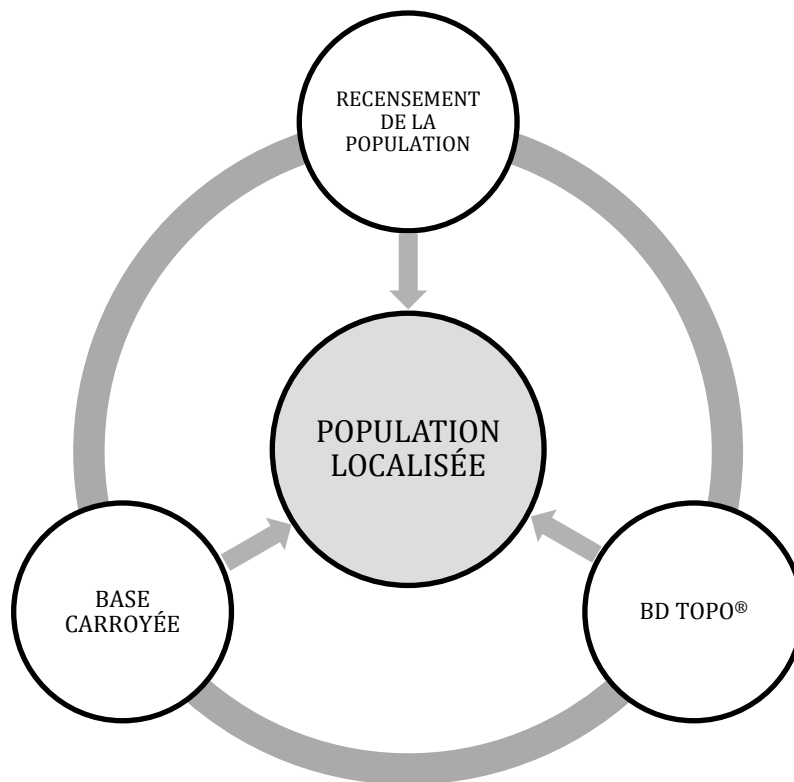 RECENSEMENT
DE LA
POPULATION
POPULATION
LOCALISÉE
BASE
CARROYÉE
BD TOPO®